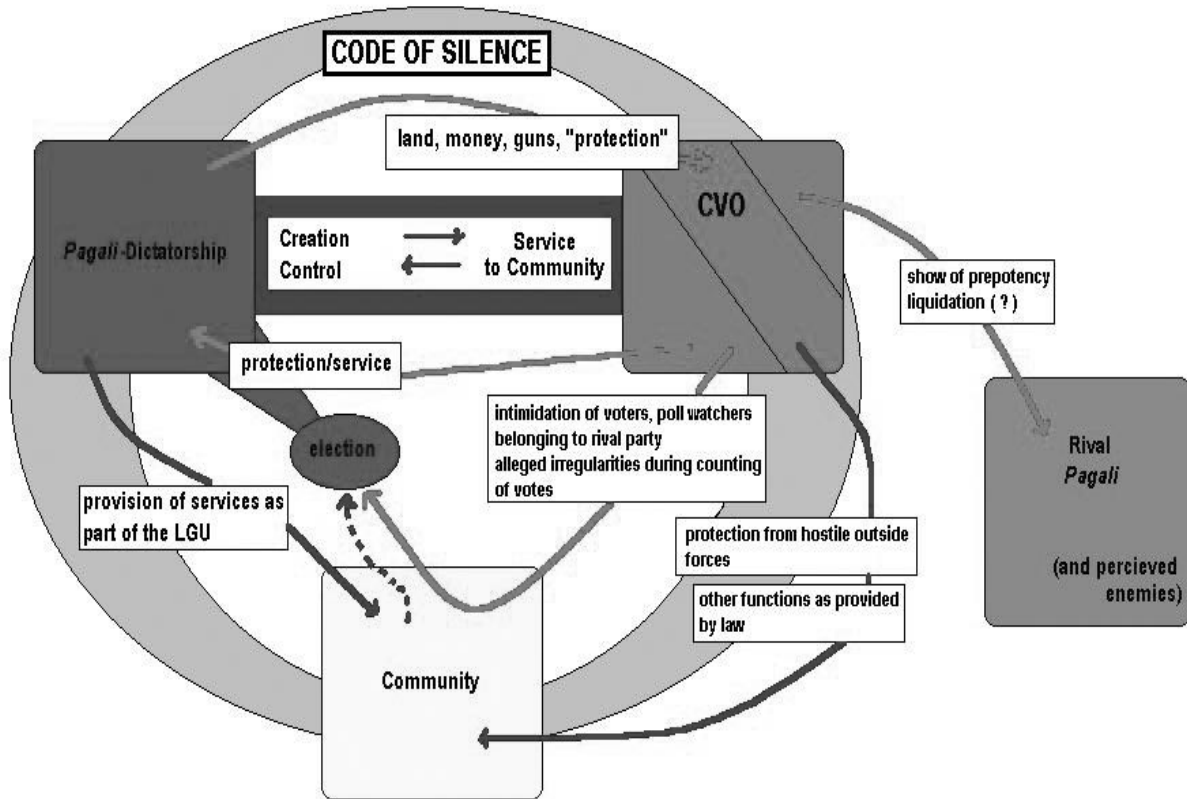 CODE OF SILENCE
land, money, guns, "protection"
CVO
Pagali-Dictatorship
Creation
Control
Service
to Community
show of prepotency
liquidation ( ? )
protection/service
intimidation of voters, poll watchers
belonging to rival party
alleged irregularities during counting
of votes
election
Rival
Pagali
(and percieved
enemies)
provision of services as
part of the LGU
protection from hostile outside
forces
other functions as provided
by law
Community